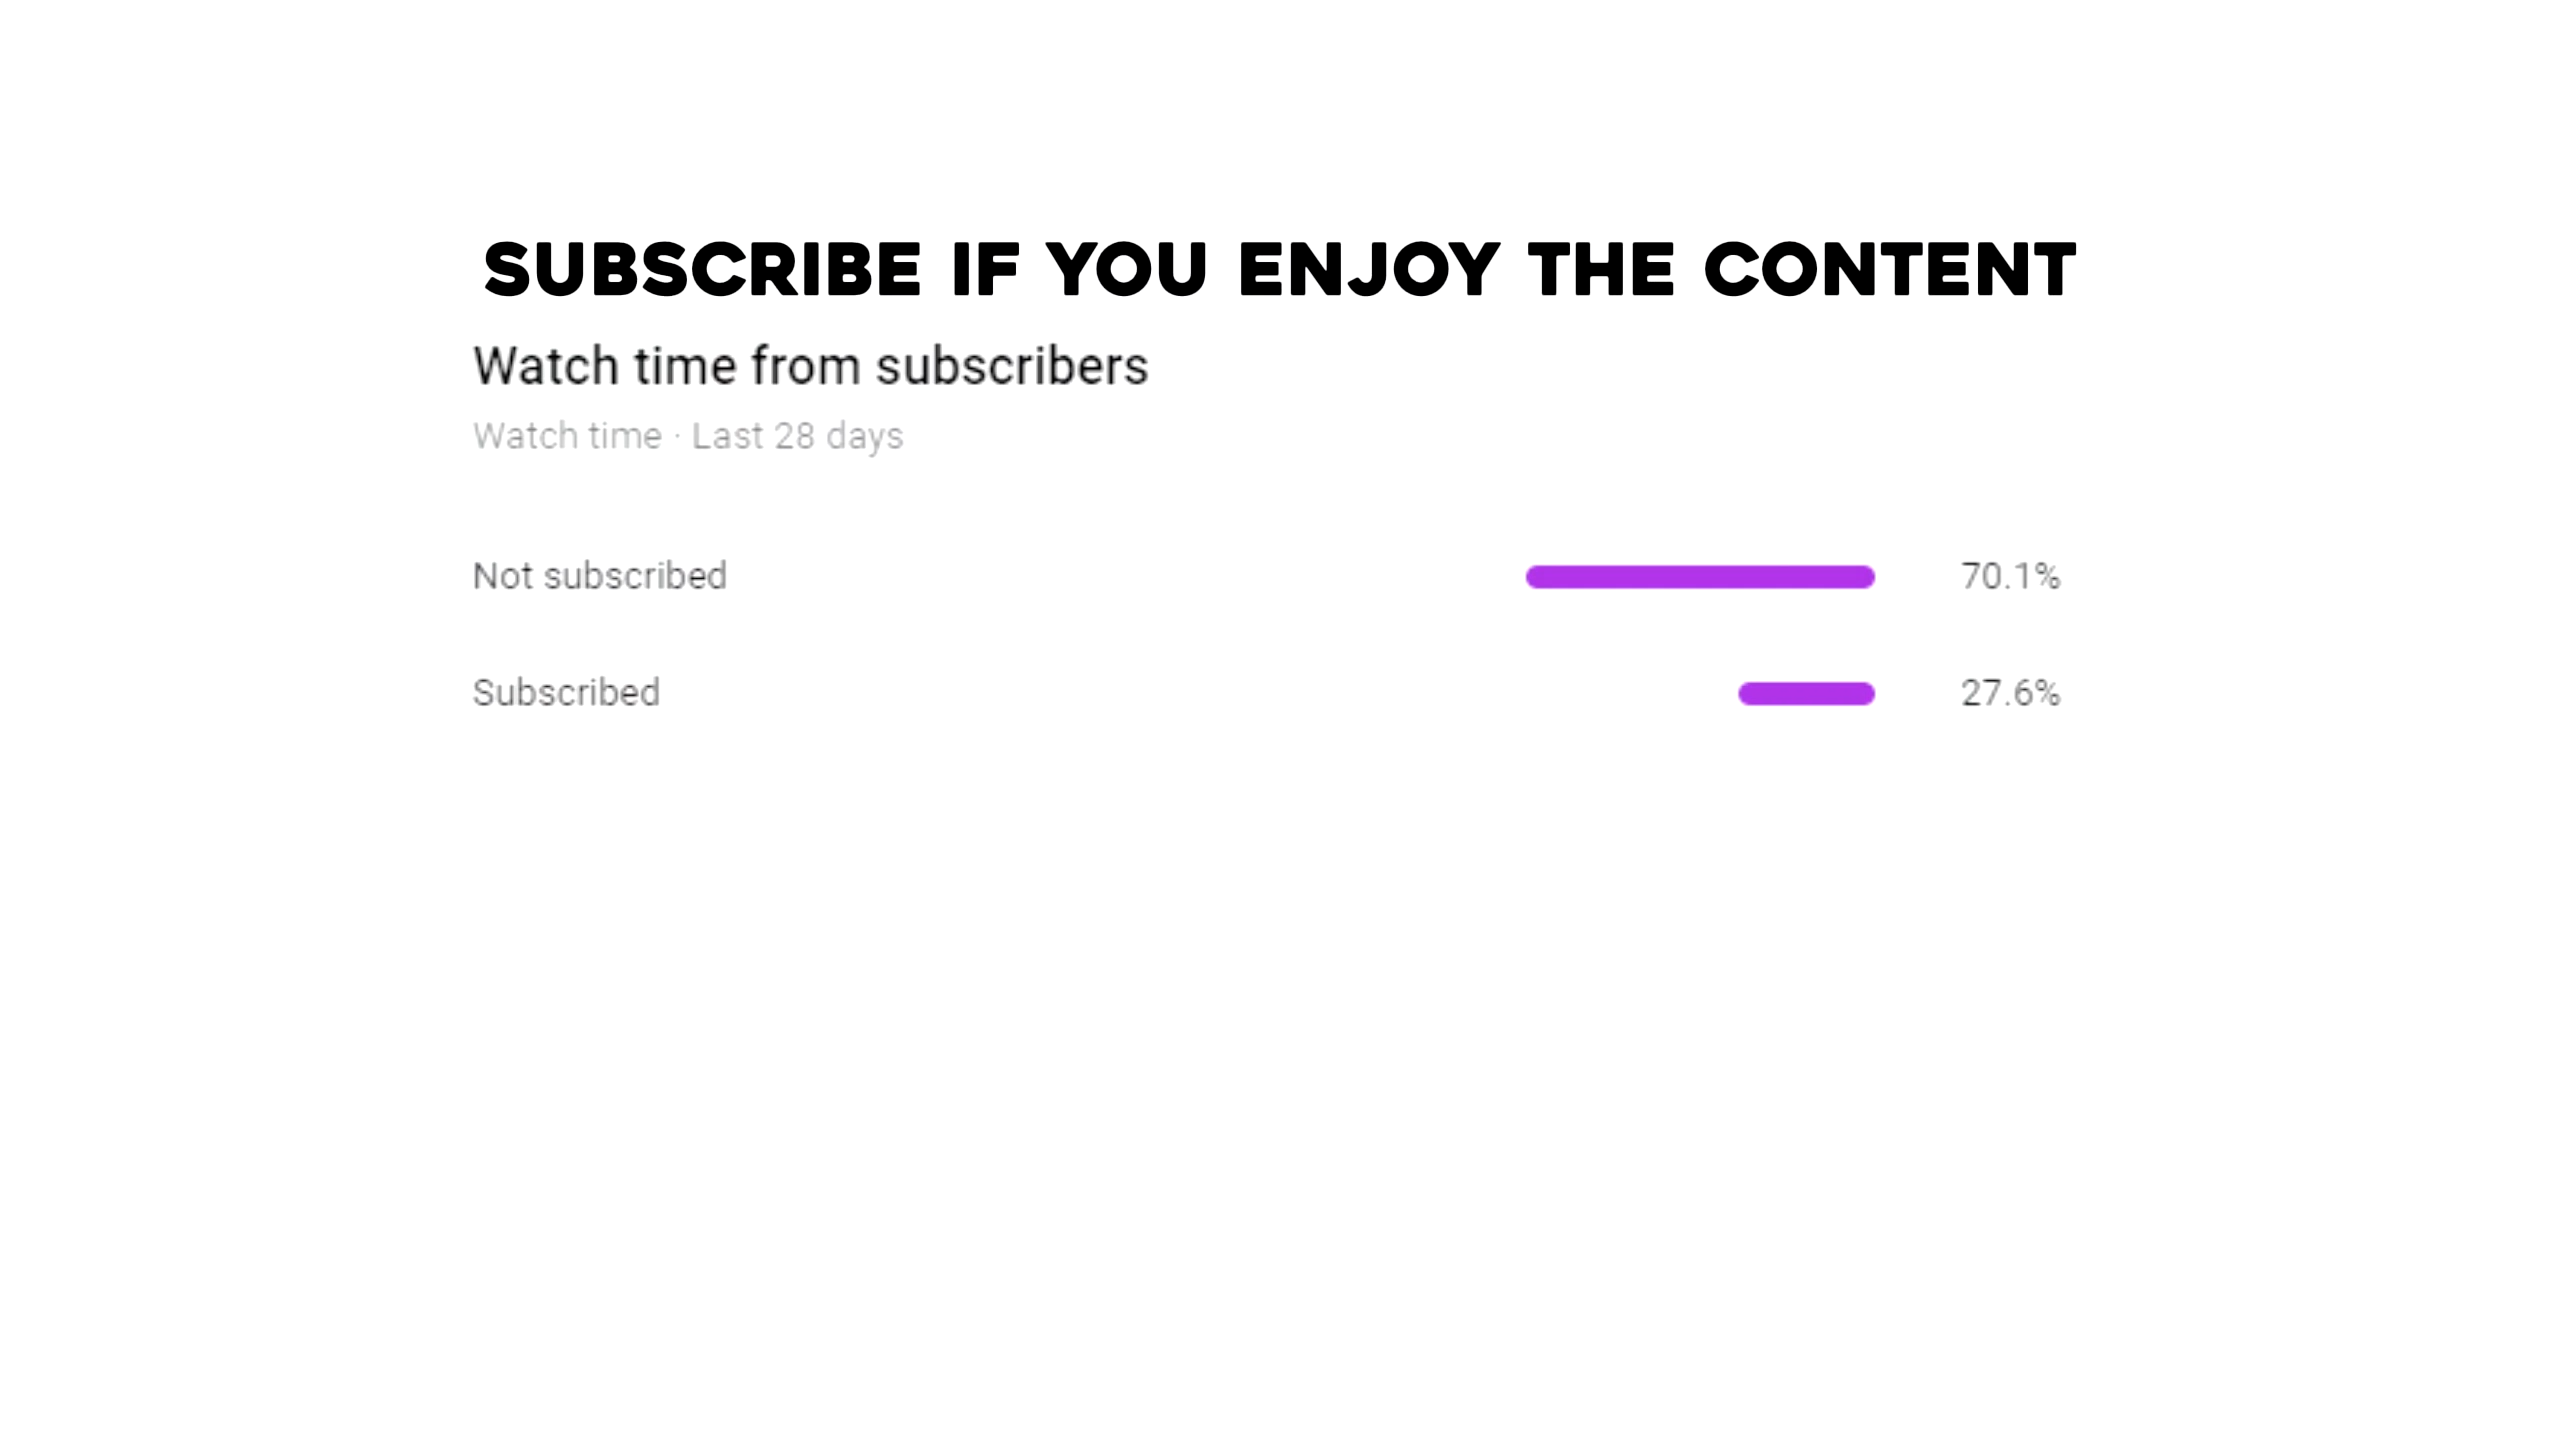 SUBSCRIBE IF YOU ENJOY THE CONTENT
Watch time from subscribers
Watch time · Last 28 days
Not subscribed 70.1%
Subscribed 27.6%